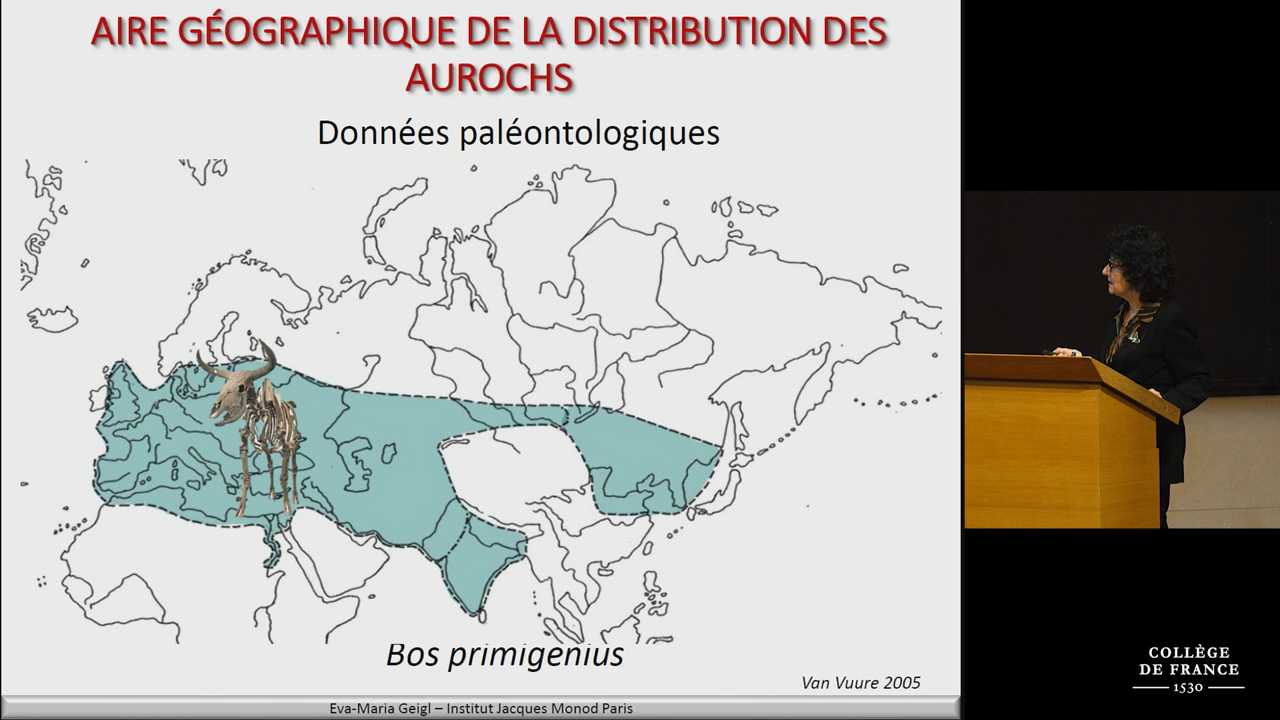 AIRE GÉOGRAPHIQUE DE LA DISTRIBUTION DES
AUROCHS
Données paléontologiques
Bos primigenius
Van Vuure 2005
Eva-Maria Geigl – Institut Jacques Monod Paris
COLLÈGE
DE FRANCE
1530